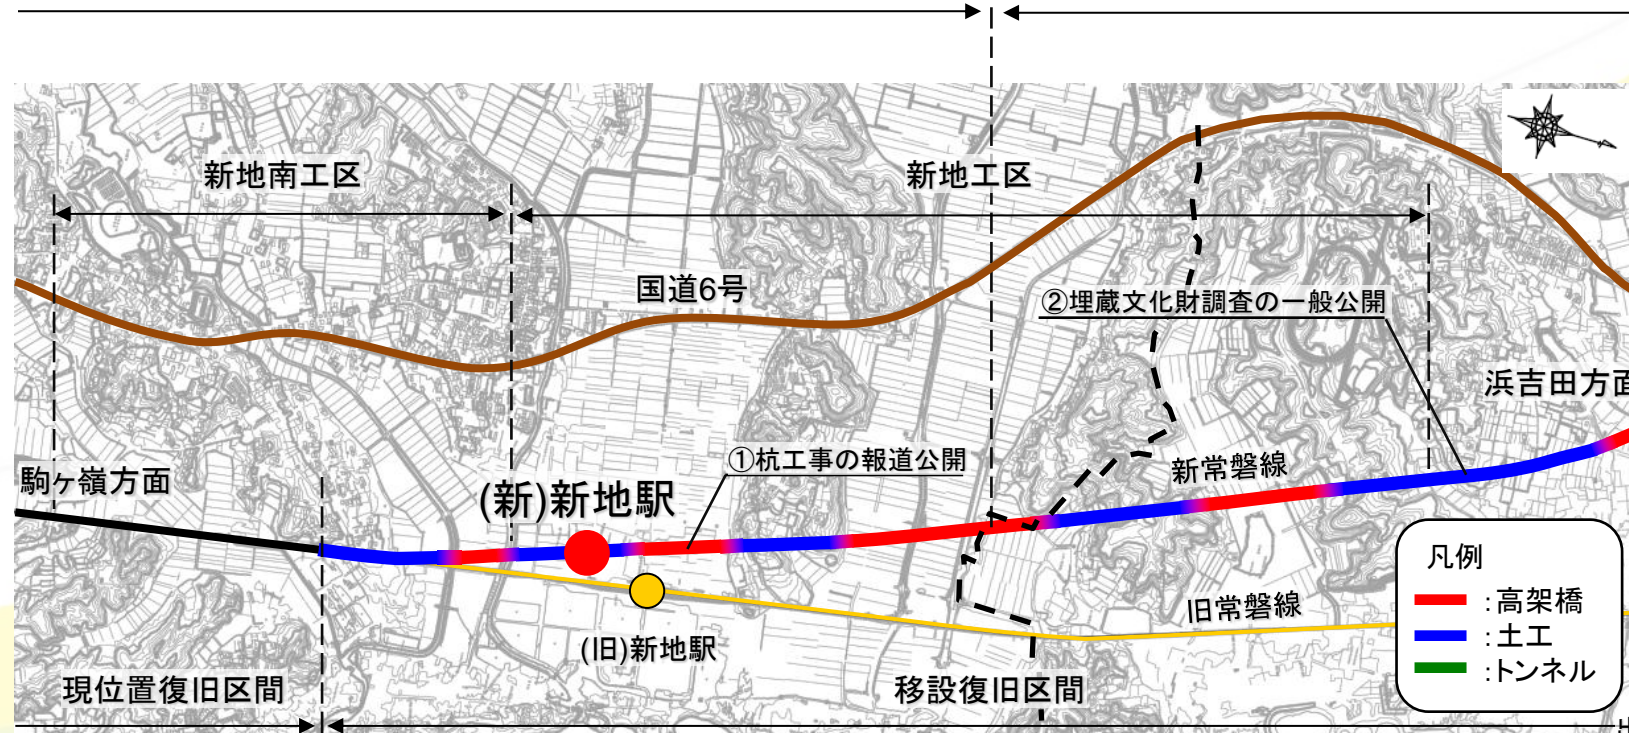 新地南工区
新地工区
国道6号
②埋蔵文化財調査の一般公開
浜吉田方面
①杭工事の報道公開
新常磐線
駒ヶ嶺方面
(新)新地駅
凡例
:高架橋
:土工
:トンネル
旧常磐線
(旧)新地駅
現位置復旧区間
移設復旧区間